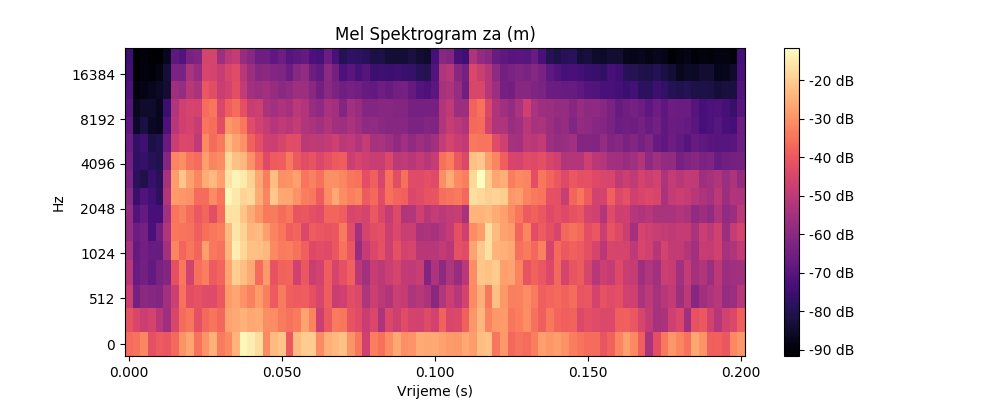 Mel Spektrogram za (m)
16384
8192
4096
2048
1024
512
0
Hz
0.000 0.050 0.100 0.150 0.200
Vrijeme (s)
-20 dB
-30 dB
-40 dB
-50 dB
-60 dB
-70 dB
-80 dB
-90 dB